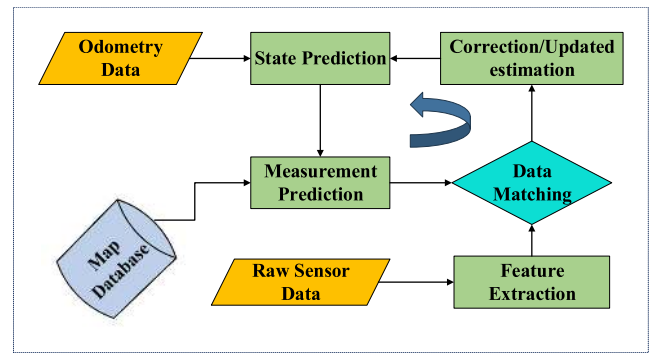 Odometry
Data
State Prediction
Correction/Updated
estimation
Measurement
Prediction
Data
Matching
Map
Database
Raw Sensor
Data
Feature
Extraction